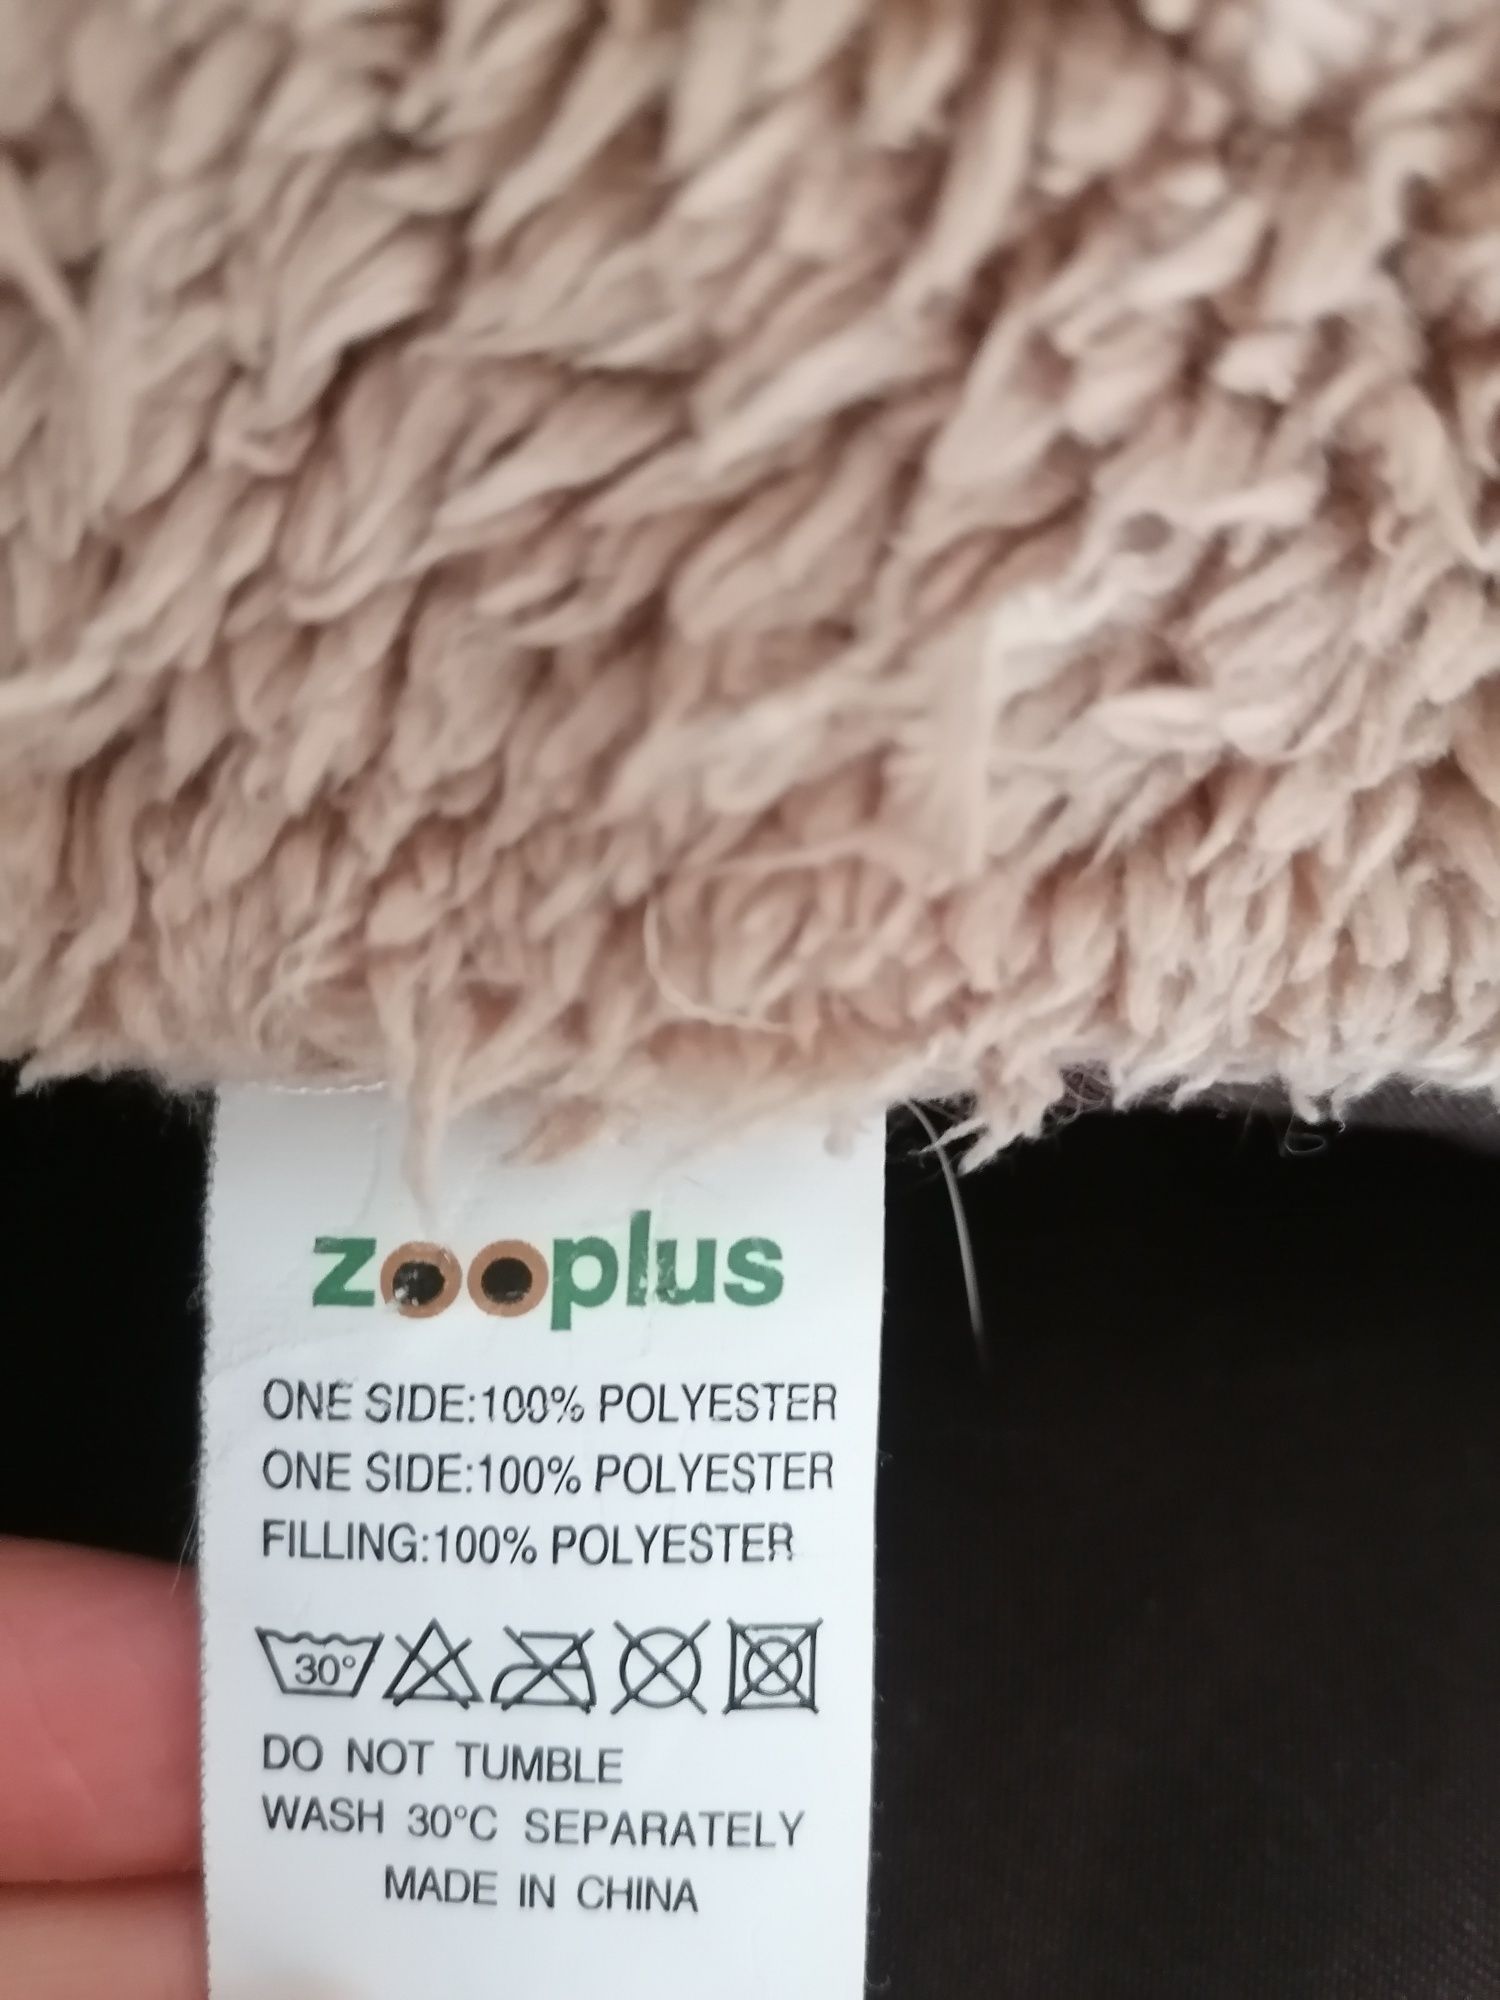 zooplus
ONE SIDE:100% POLYESTER
ONE SIDE:100% POLYESTER
FILLING:100% POLYESTER
30°
DO NOT TUMBLE
WASH 30°C SEPARATELY
MADE IN CHINA